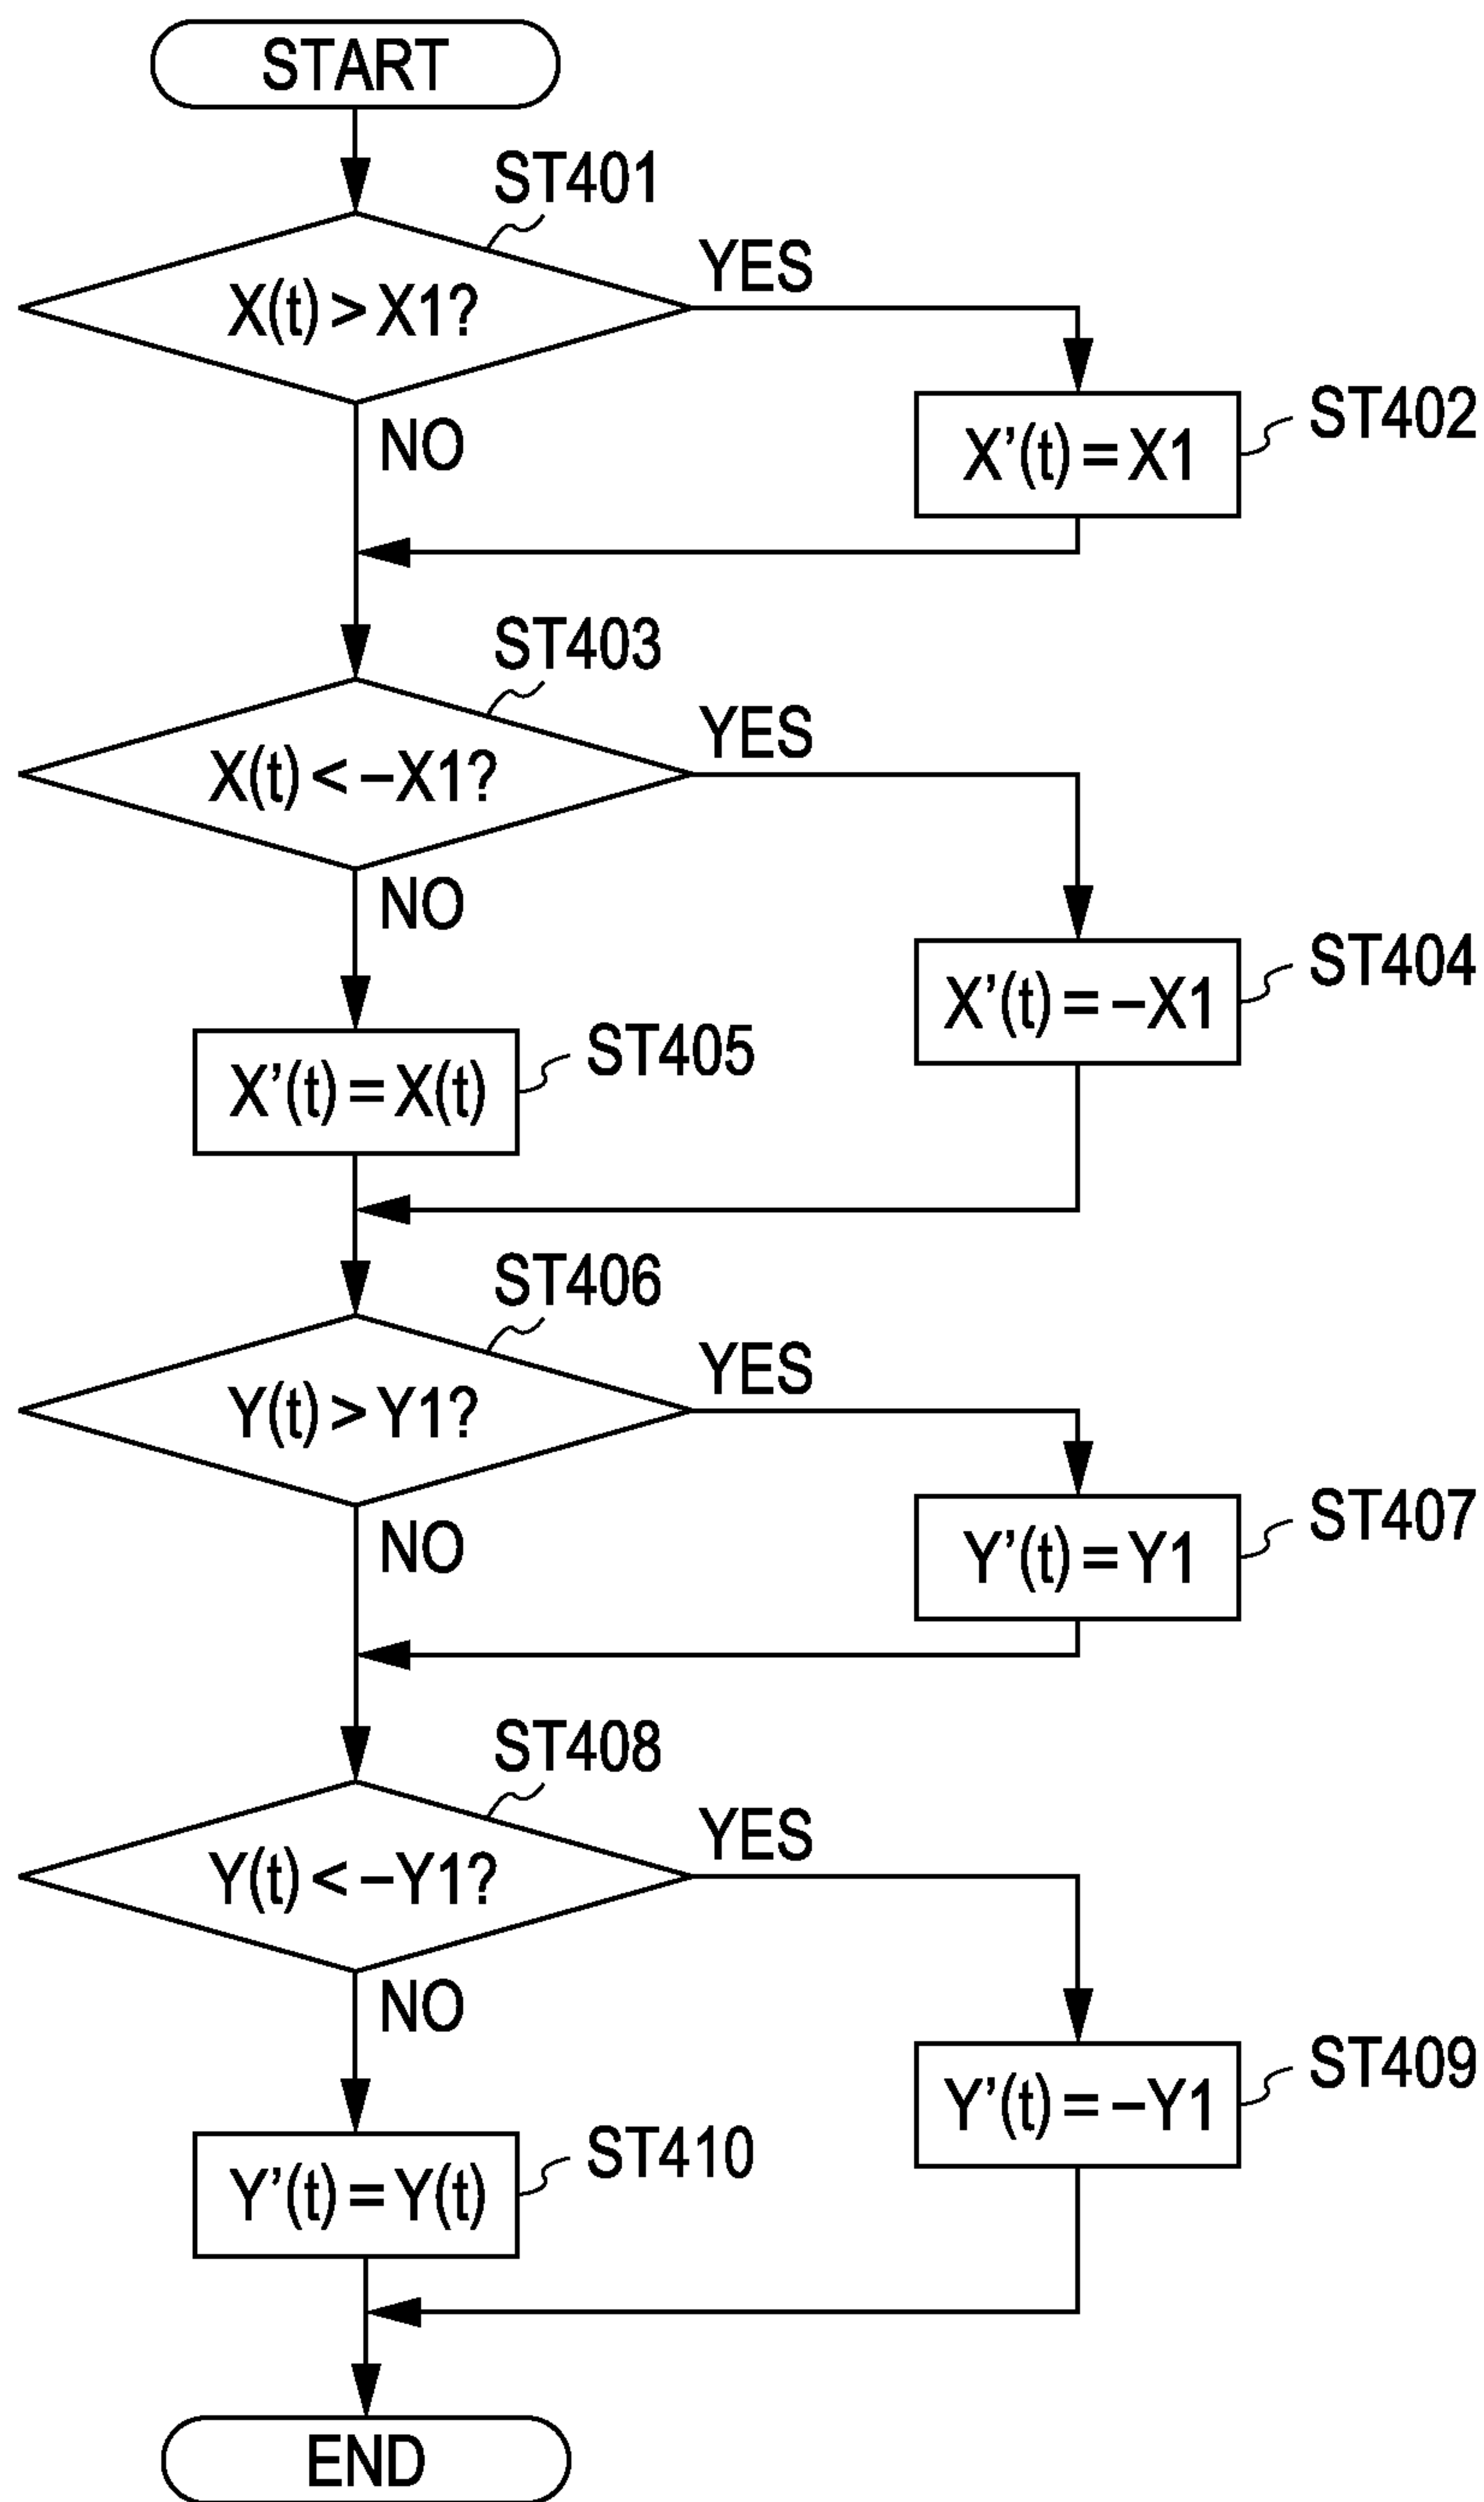 START
ST401
X(t)>X1?
YES
NO
ST402
X'(t)=X1
ST403
X(t)<−X1?
YES
NO
ST404
X'(t)=−X1
ST405
X'(t)=X(t)
ST406
Y(t)>Y1?
YES
NO
ST407
Y'(t)=Y1
ST408
Y(t)<−Y1?
YES
NO
ST409
Y'(t)=−Y1
ST410
Y'(t)=Y(t)
END